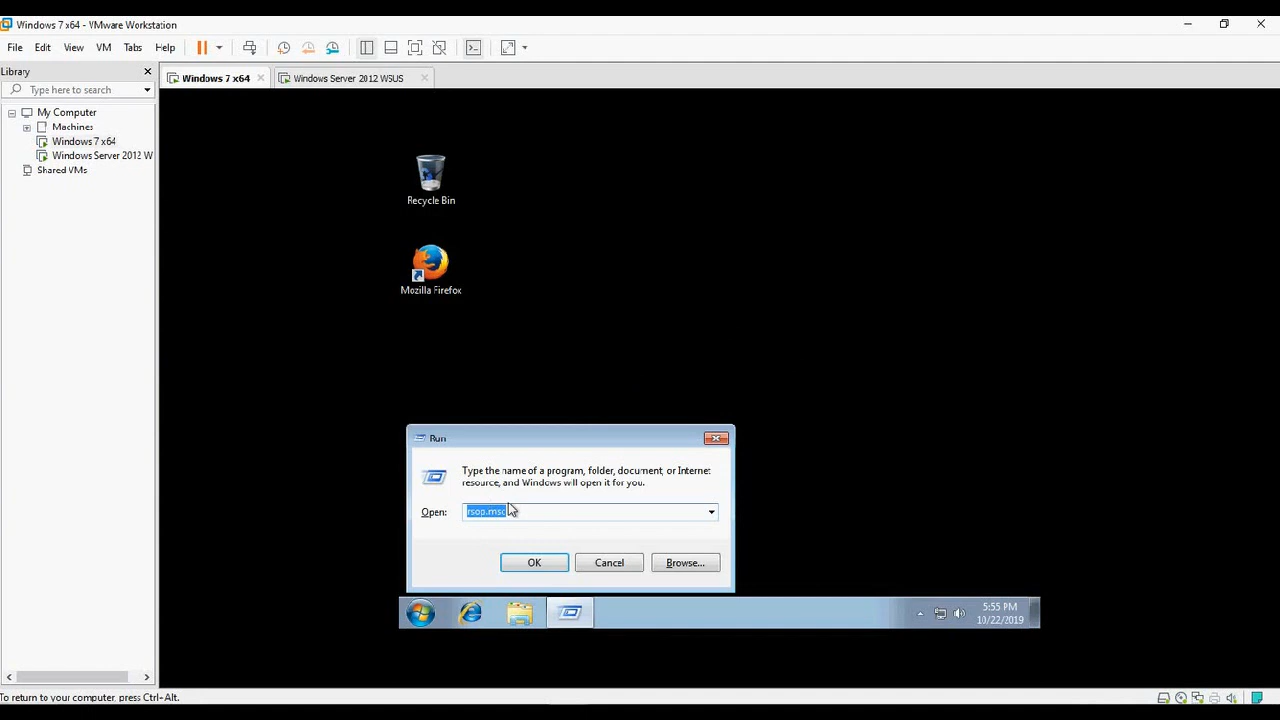 Windows 7 x64 - VMware Workstation
File Edit View VM Tabs Help
Library
Windows 7 x64
Windows Server 2012 WSUS
Type here to search
My Computer
Machines
Windows 7 x64
Windows Server 2012 W
Shared VMs
Recycle Bin
Mozilla Firefox
Run
Type the name of a program, folder, document, or Internet
resource, and Windows will open it for you.
Open: rsop.msc
OK Cancel Browse...
5:55 PM
10/22/2019
To return to your computer, press Ctrl+Alt.